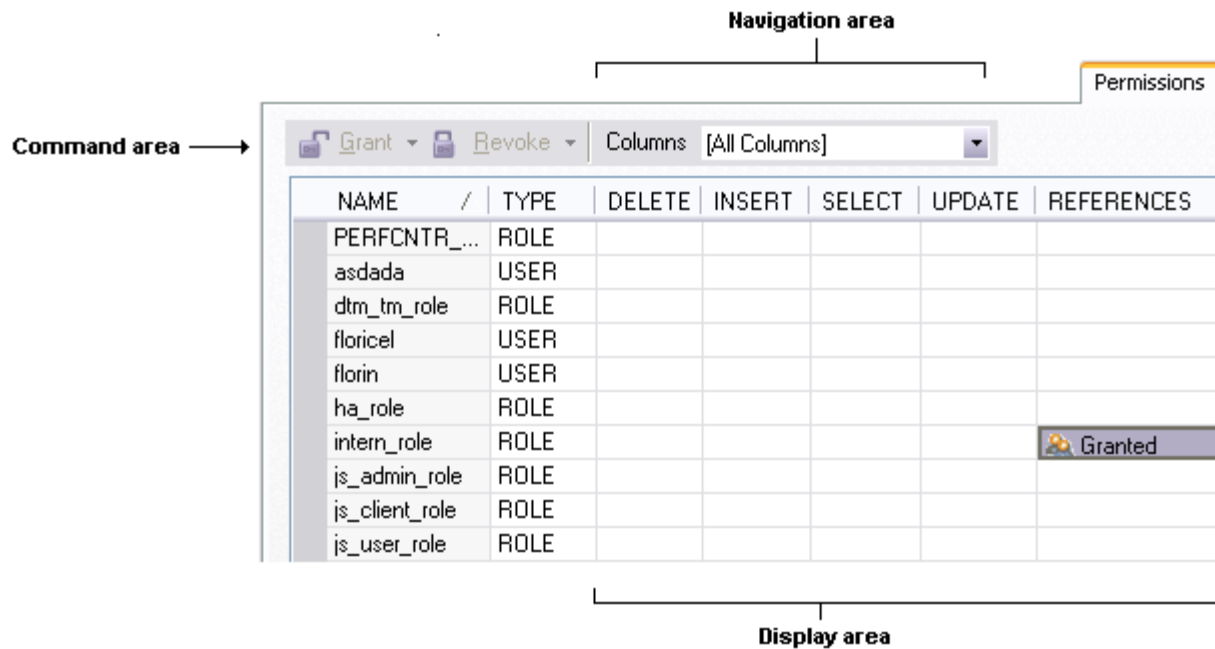 Navigation area
Permissions
Command area
Grant Revoke Columns [All Columns]
NAME / TYPE DELETE INSERT SELECT UPDATE REFERENCES
PERFCNTR_... ROLE
asdada USER
dtm_tm_role ROLE
floricel USER
florin USER
ha_role ROLE
intern_role ROLE Granted
js_admin_role ROLE
js_client_role ROLE
js_user_role ROLE
Display area